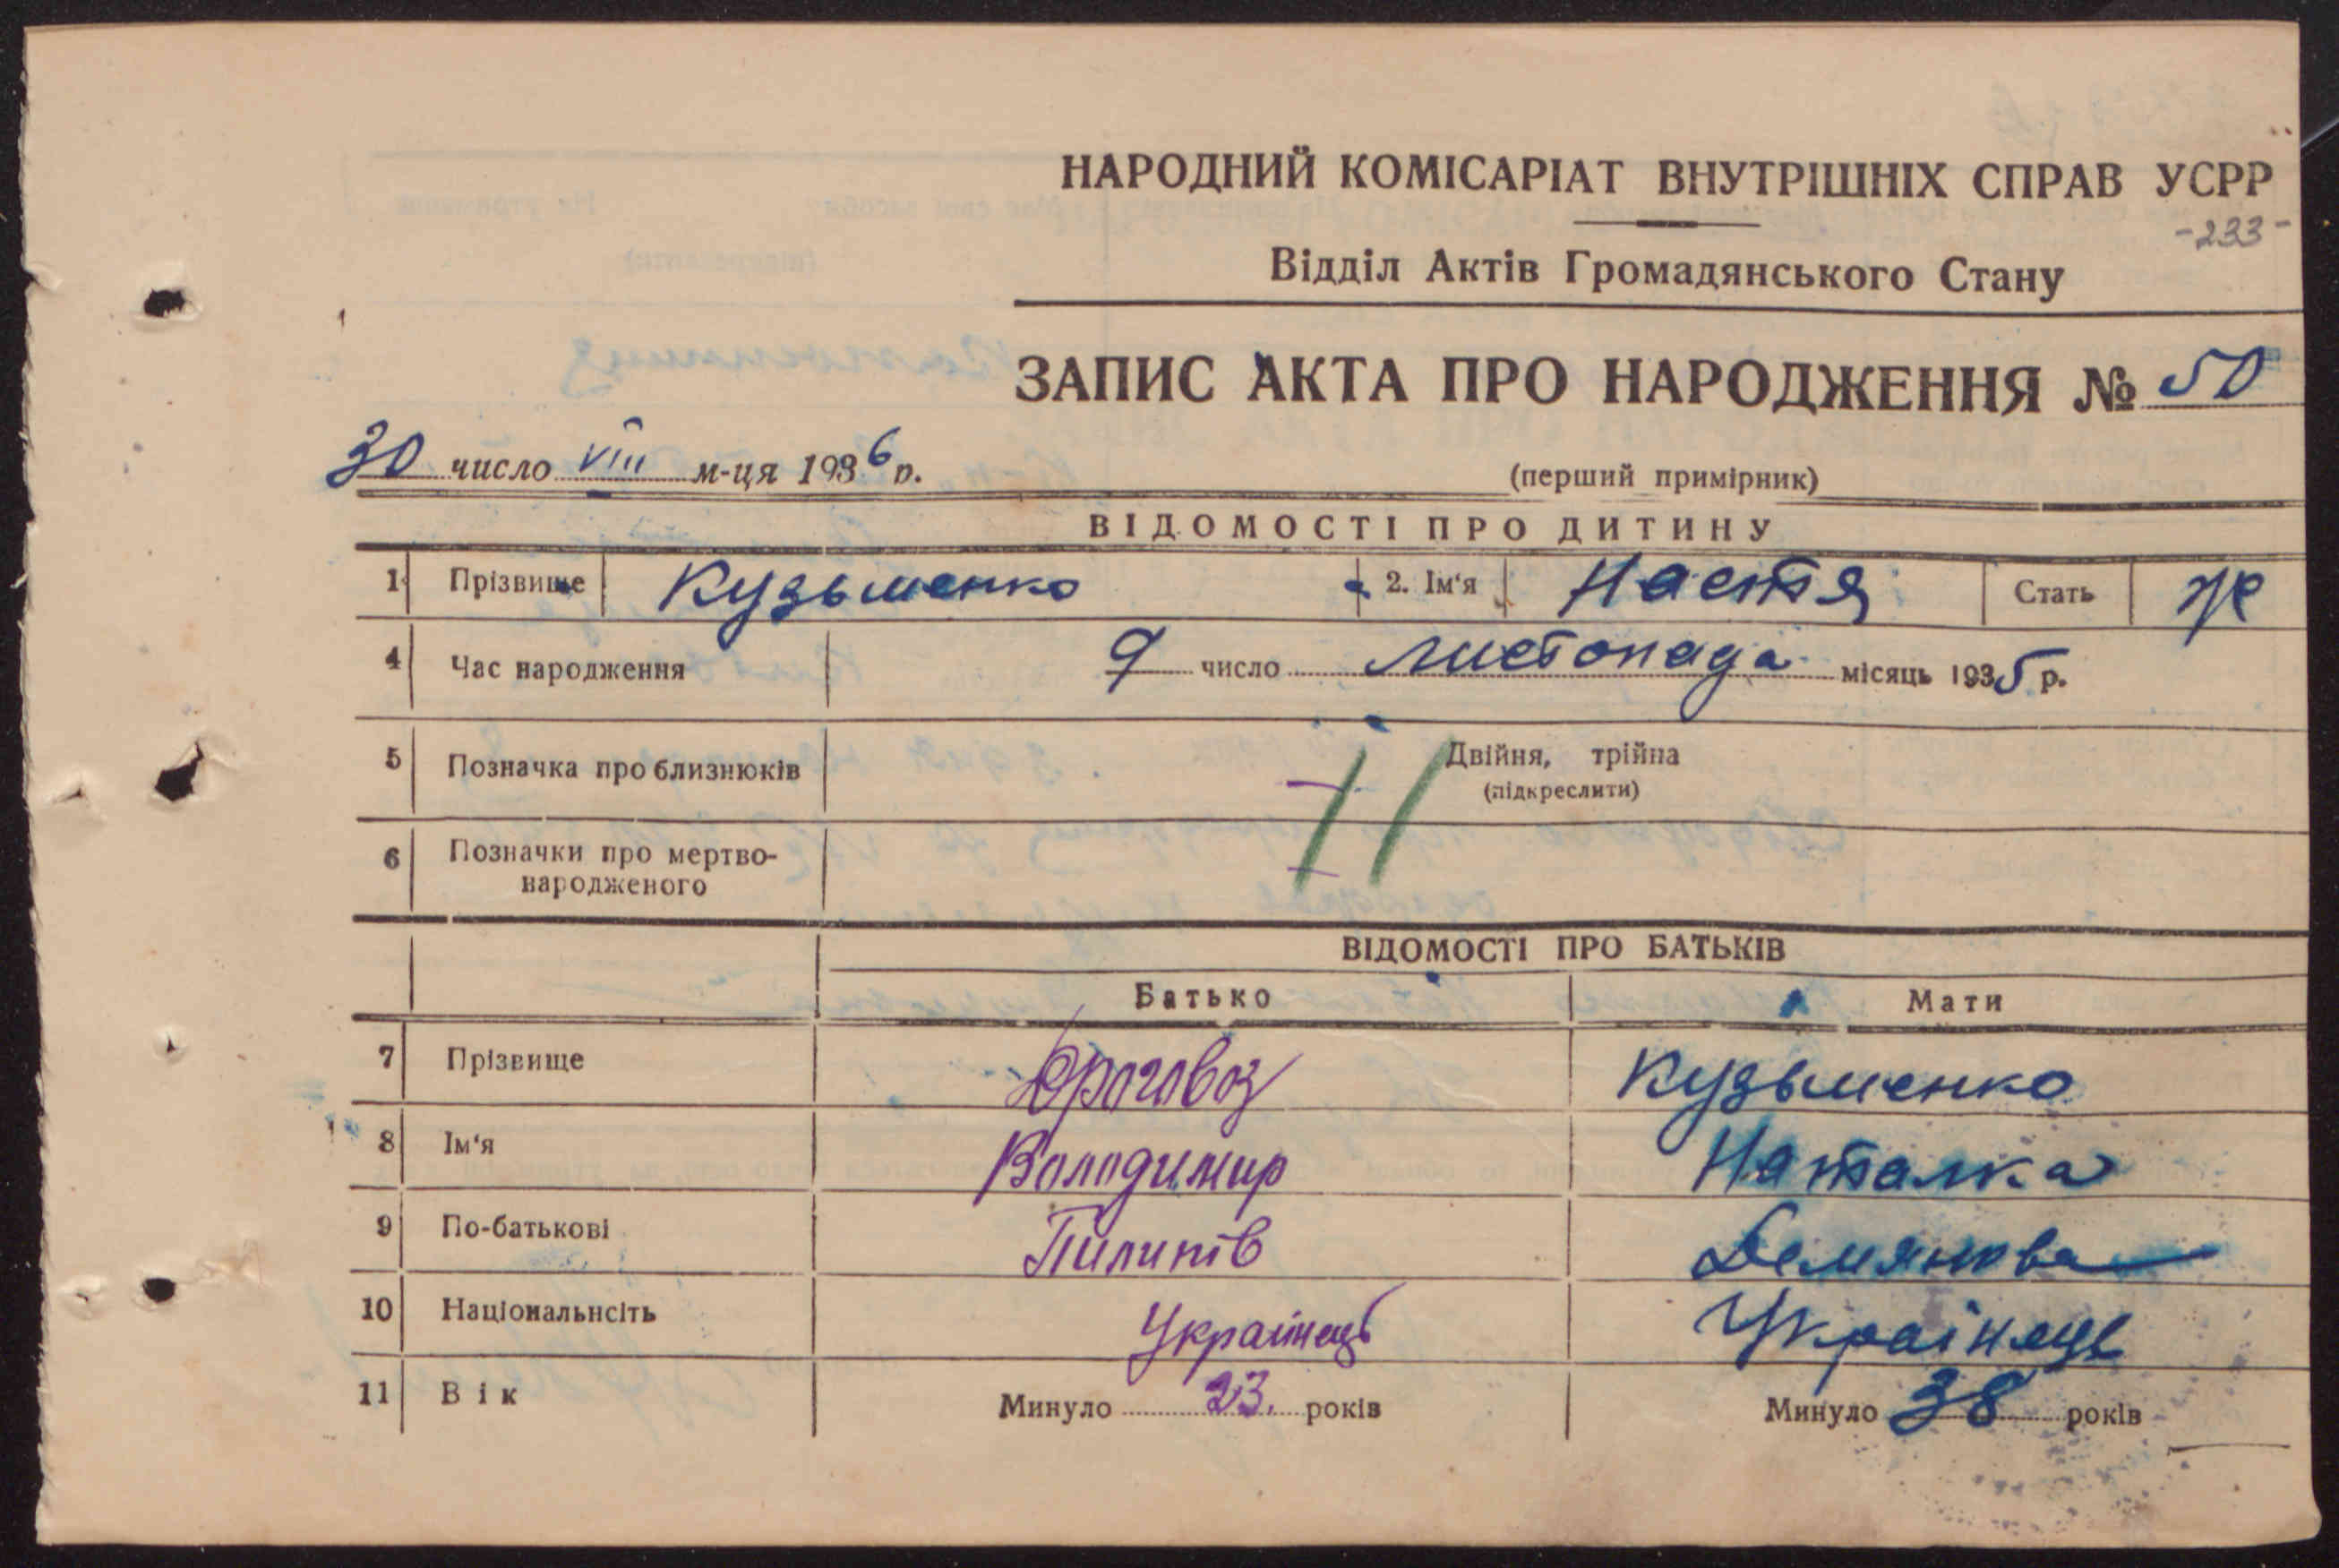 НАРОДНИЙ КОМІСАРІАТ ВНУТРІШНІХ СПРАВ УСРР
-233-
Відділ Актів Громадянського Стану
ЗАПИС АКТА ПРО НАРОДЖЕННЯ № 50
30 число VIII м-ця 1936 р.
(перший примірник)
ВІДОМОСТІ ПРО ДИТИНУ
1 Прізвище Кузьменко 2. Ім'я Настя Стать ж
4 Час народження 9 число листопада місяць 1935 р.
5 Позначка про близнюків Двійня, трійна
(підкреслити)
6 Позначки про мертво-
народженого
ВІДОМОСТІ ПРО БАТЬКІВ
Батько Мати
7 Прізвище Дроговоз Кузьменко
8 Ім'я Володимир Наталка
9 По-батькові Пилипів Демянова
10 Національнсіть Українець Українець
11 Вік Минуло 23. років Минуло 38 років